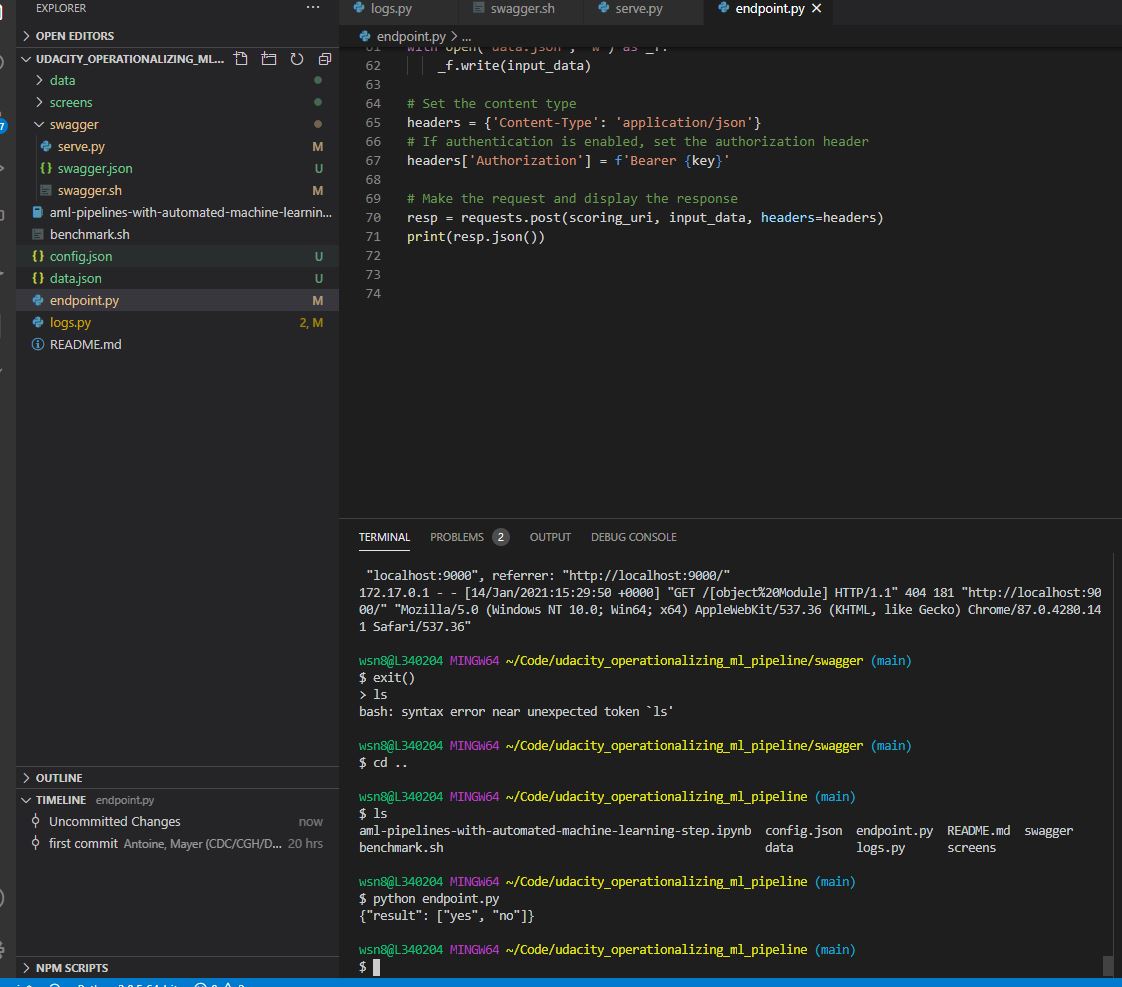 EXPLORER ...
OPEN EDITORS
UDACITY_OPERATIONALIZING_ML...
data
screens
swagger
serve.py M
swagger.json U
swagger.sh M
aml-pipelines-with-automated-machine-learnin...
benchmark.sh
config.json U
data.json U
endpoint.py M
logs.py 2, M
README.md
OUTLINE
TIMELINE endpoint.py
Uncommitted Changes now
first commit Antoine, Mayer (CDC/CGH/D... 20 hrs
NPM SCRIPTS
7
logs.py swagger.sh serve.py endpoint.py
endpoint.py > ...
61 with open("data.json", "w") as _f:
62 _f.write(input_data)
63
64 # Set the content type
65 headers = {'Content-Type': 'application/json'}
66 # If authentication is enabled, set the authorization header
67 headers['Authorization'] = f'Bearer {key}'
68
69 # Make the request and display the response
70 resp = requests.post(scoring_uri, input_data, headers=headers)
71 print(resp.json())
72
73
74
TERMINAL PROBLEMS 2 OUTPUT DEBUG CONSOLE
"localhost:9000", referrer: "http://localhost:9000/"
172.17.0.1 - - [14/Jan/2021:15:29:50 +0000] "GET /[object%20Module] HTTP/1.1" 404 181 "http://localhost:90
00/" "Mozilla/5.0 (Windows NT 10.0; Win64; x64) AppleWebKit/537.36 (KHTML, like Gecko) Chrome/87.0.4280.14
1 Safari/537.36"
wsn8@L340204 MINGW64 ~/Code/udacity_operationalizing_ml_pipeline/swagger (main)
$ exit()
> ls
bash: syntax error near unexpected token `ls'
wsn8@L340204 MINGW64 ~/Code/udacity_operationalizing_ml_pipeline/swagger (main)
$ cd ..
wsn8@L340204 MINGW64 ~/Code/udacity_operationalizing_ml_pipeline (main)
$ ls
aml-pipelines-with-automated-machine-learning-step.ipynb config.json endpoint.py README.md swagger
benchmark.sh data logs.py screens
wsn8@L340204 MINGW64 ~/Code/udacity_operationalizing_ml_pipeline (main)
$ python endpoint.py
{"result": ["yes", "no"]}
wsn8@L340204 MINGW64 ~/Code/udacity_operationalizing_ml_pipeline (main)
$